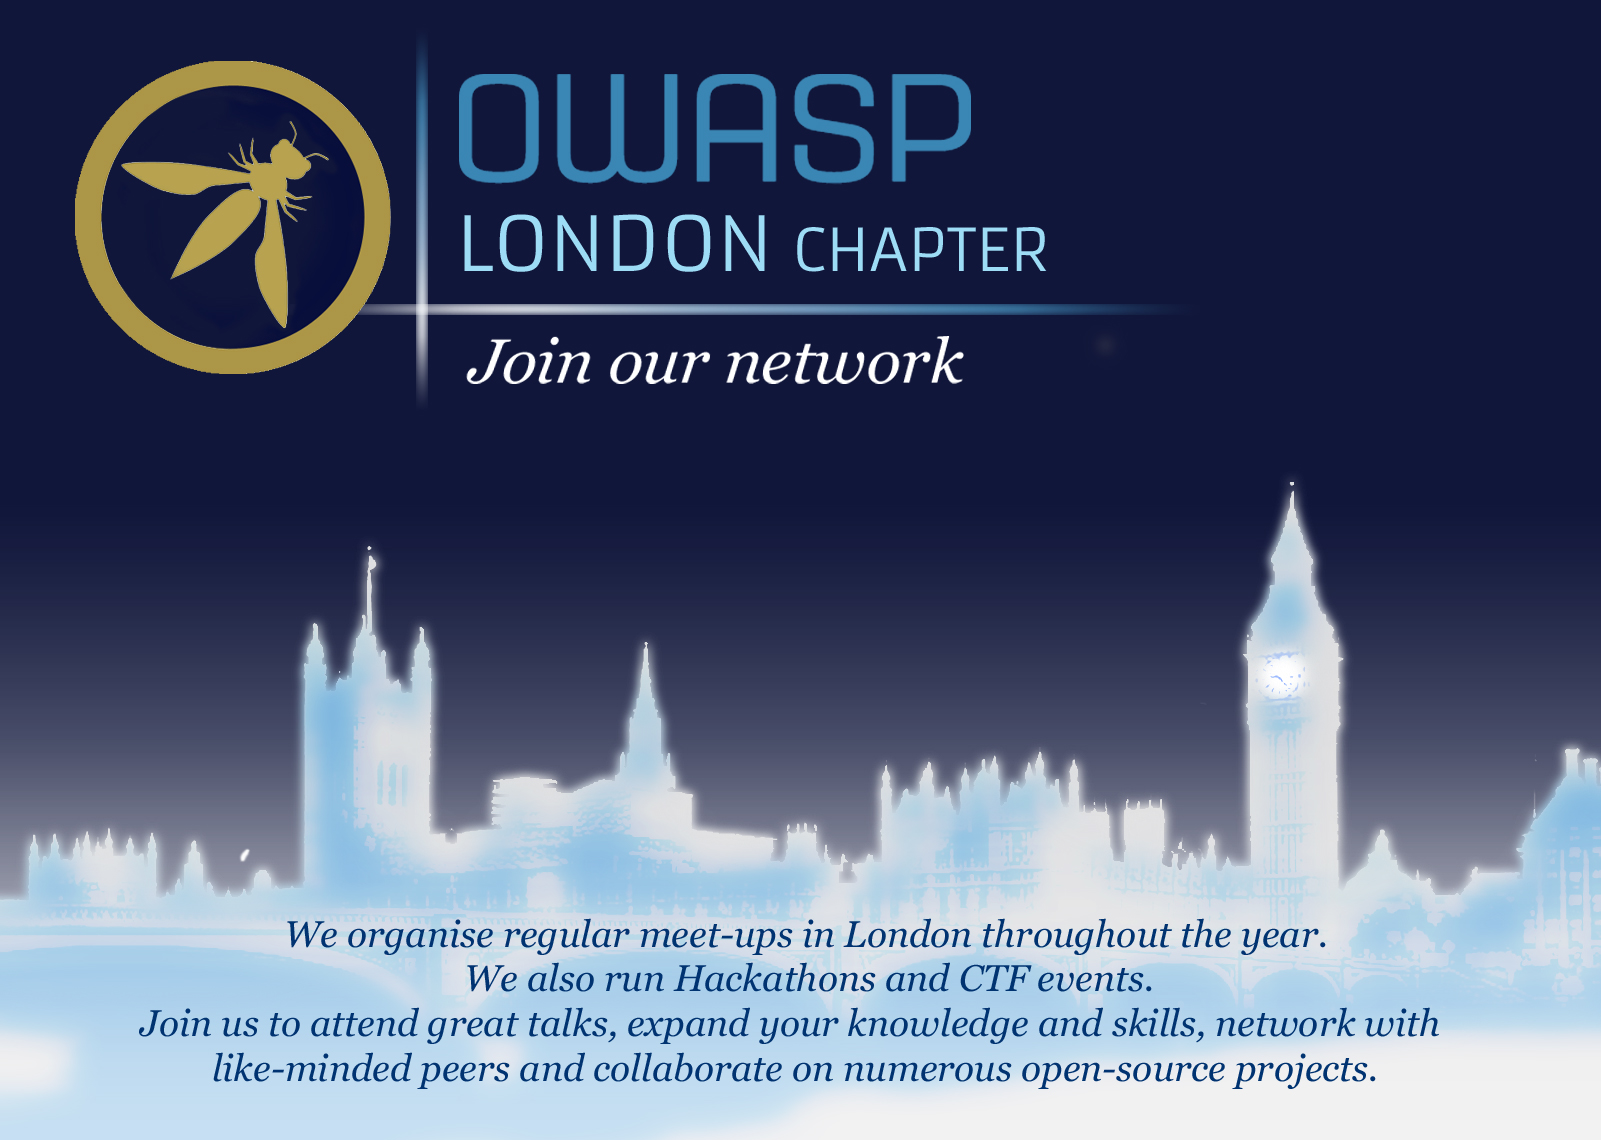 OWASP
LONDON CHAPTER
Join our network
We organise regular meet-ups in London throughout the year.
We also run Hackathons and CTF events.
Join us to attend great talks, expand your knowledge and skills, network with
like-minded peers and collaborate on numerous open-source projects.